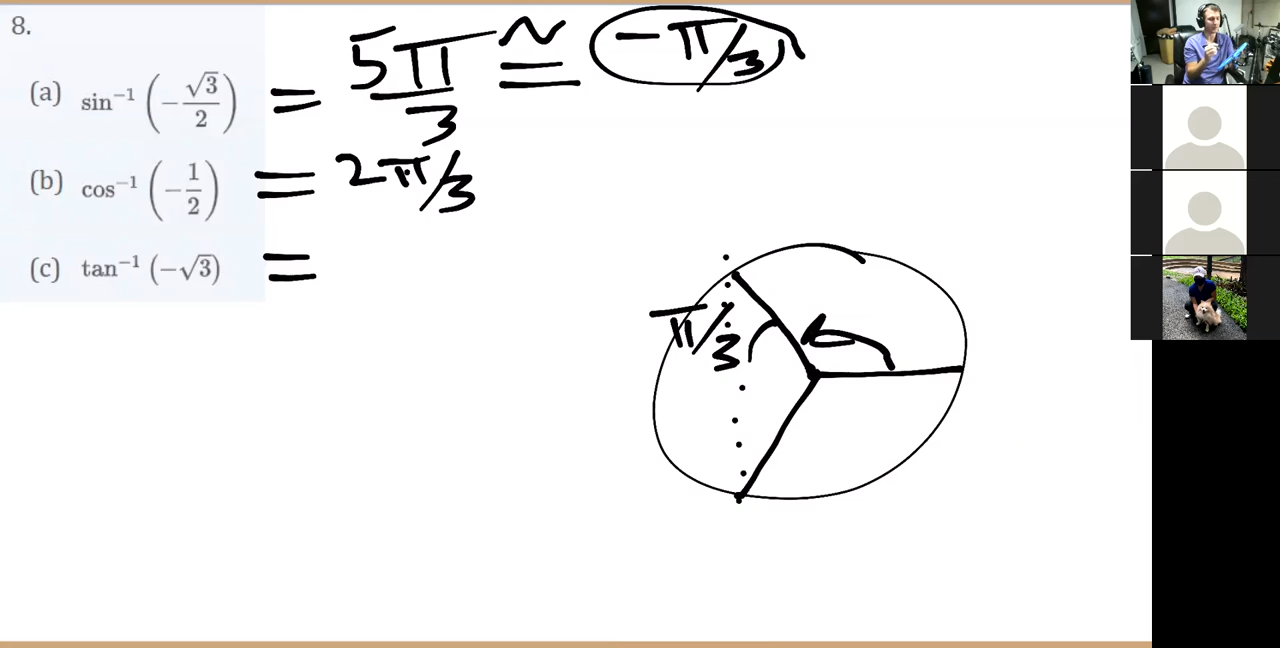 8.
(a) sin⁻¹ (-√3/2) = 5π/3 ≅ -π/3
(b) cos⁻¹ (-1/2) = 2π/3
(c) tan⁻¹ (-√3) =
π/3